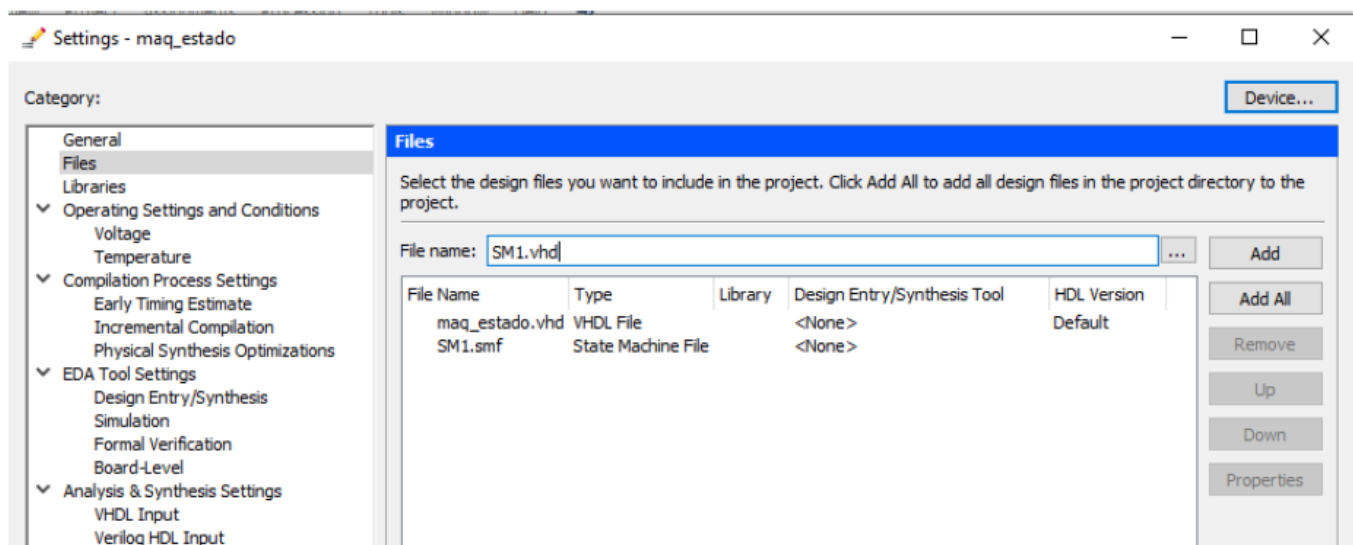 Settings - maq_estado
Category:
Device...
General
Files
Libraries
Operating Settings and Conditions
Voltage
Temperature
Compilation Process Settings
Early Timing Estimate
Incremental Compilation
Physical Synthesis Optimizations
EDA Tool Settings
Design Entry/Synthesis
Simulation
Formal Verification
Board-Level
Analysis & Synthesis Settings
VHDL Input
Verilog HDL Input
Files
Select the design files you want to include in the project. Click Add All to add all design files in the project directory to the
project.
File name: SM1.vhd ... Add
File Name Type Library Design Entry/Synthesis Tool HDL Version
maq_estado.vhd VHDL File <None> Default
SM1.smf State Machine File <None>
Add All
Remove
Up
Down
Properties